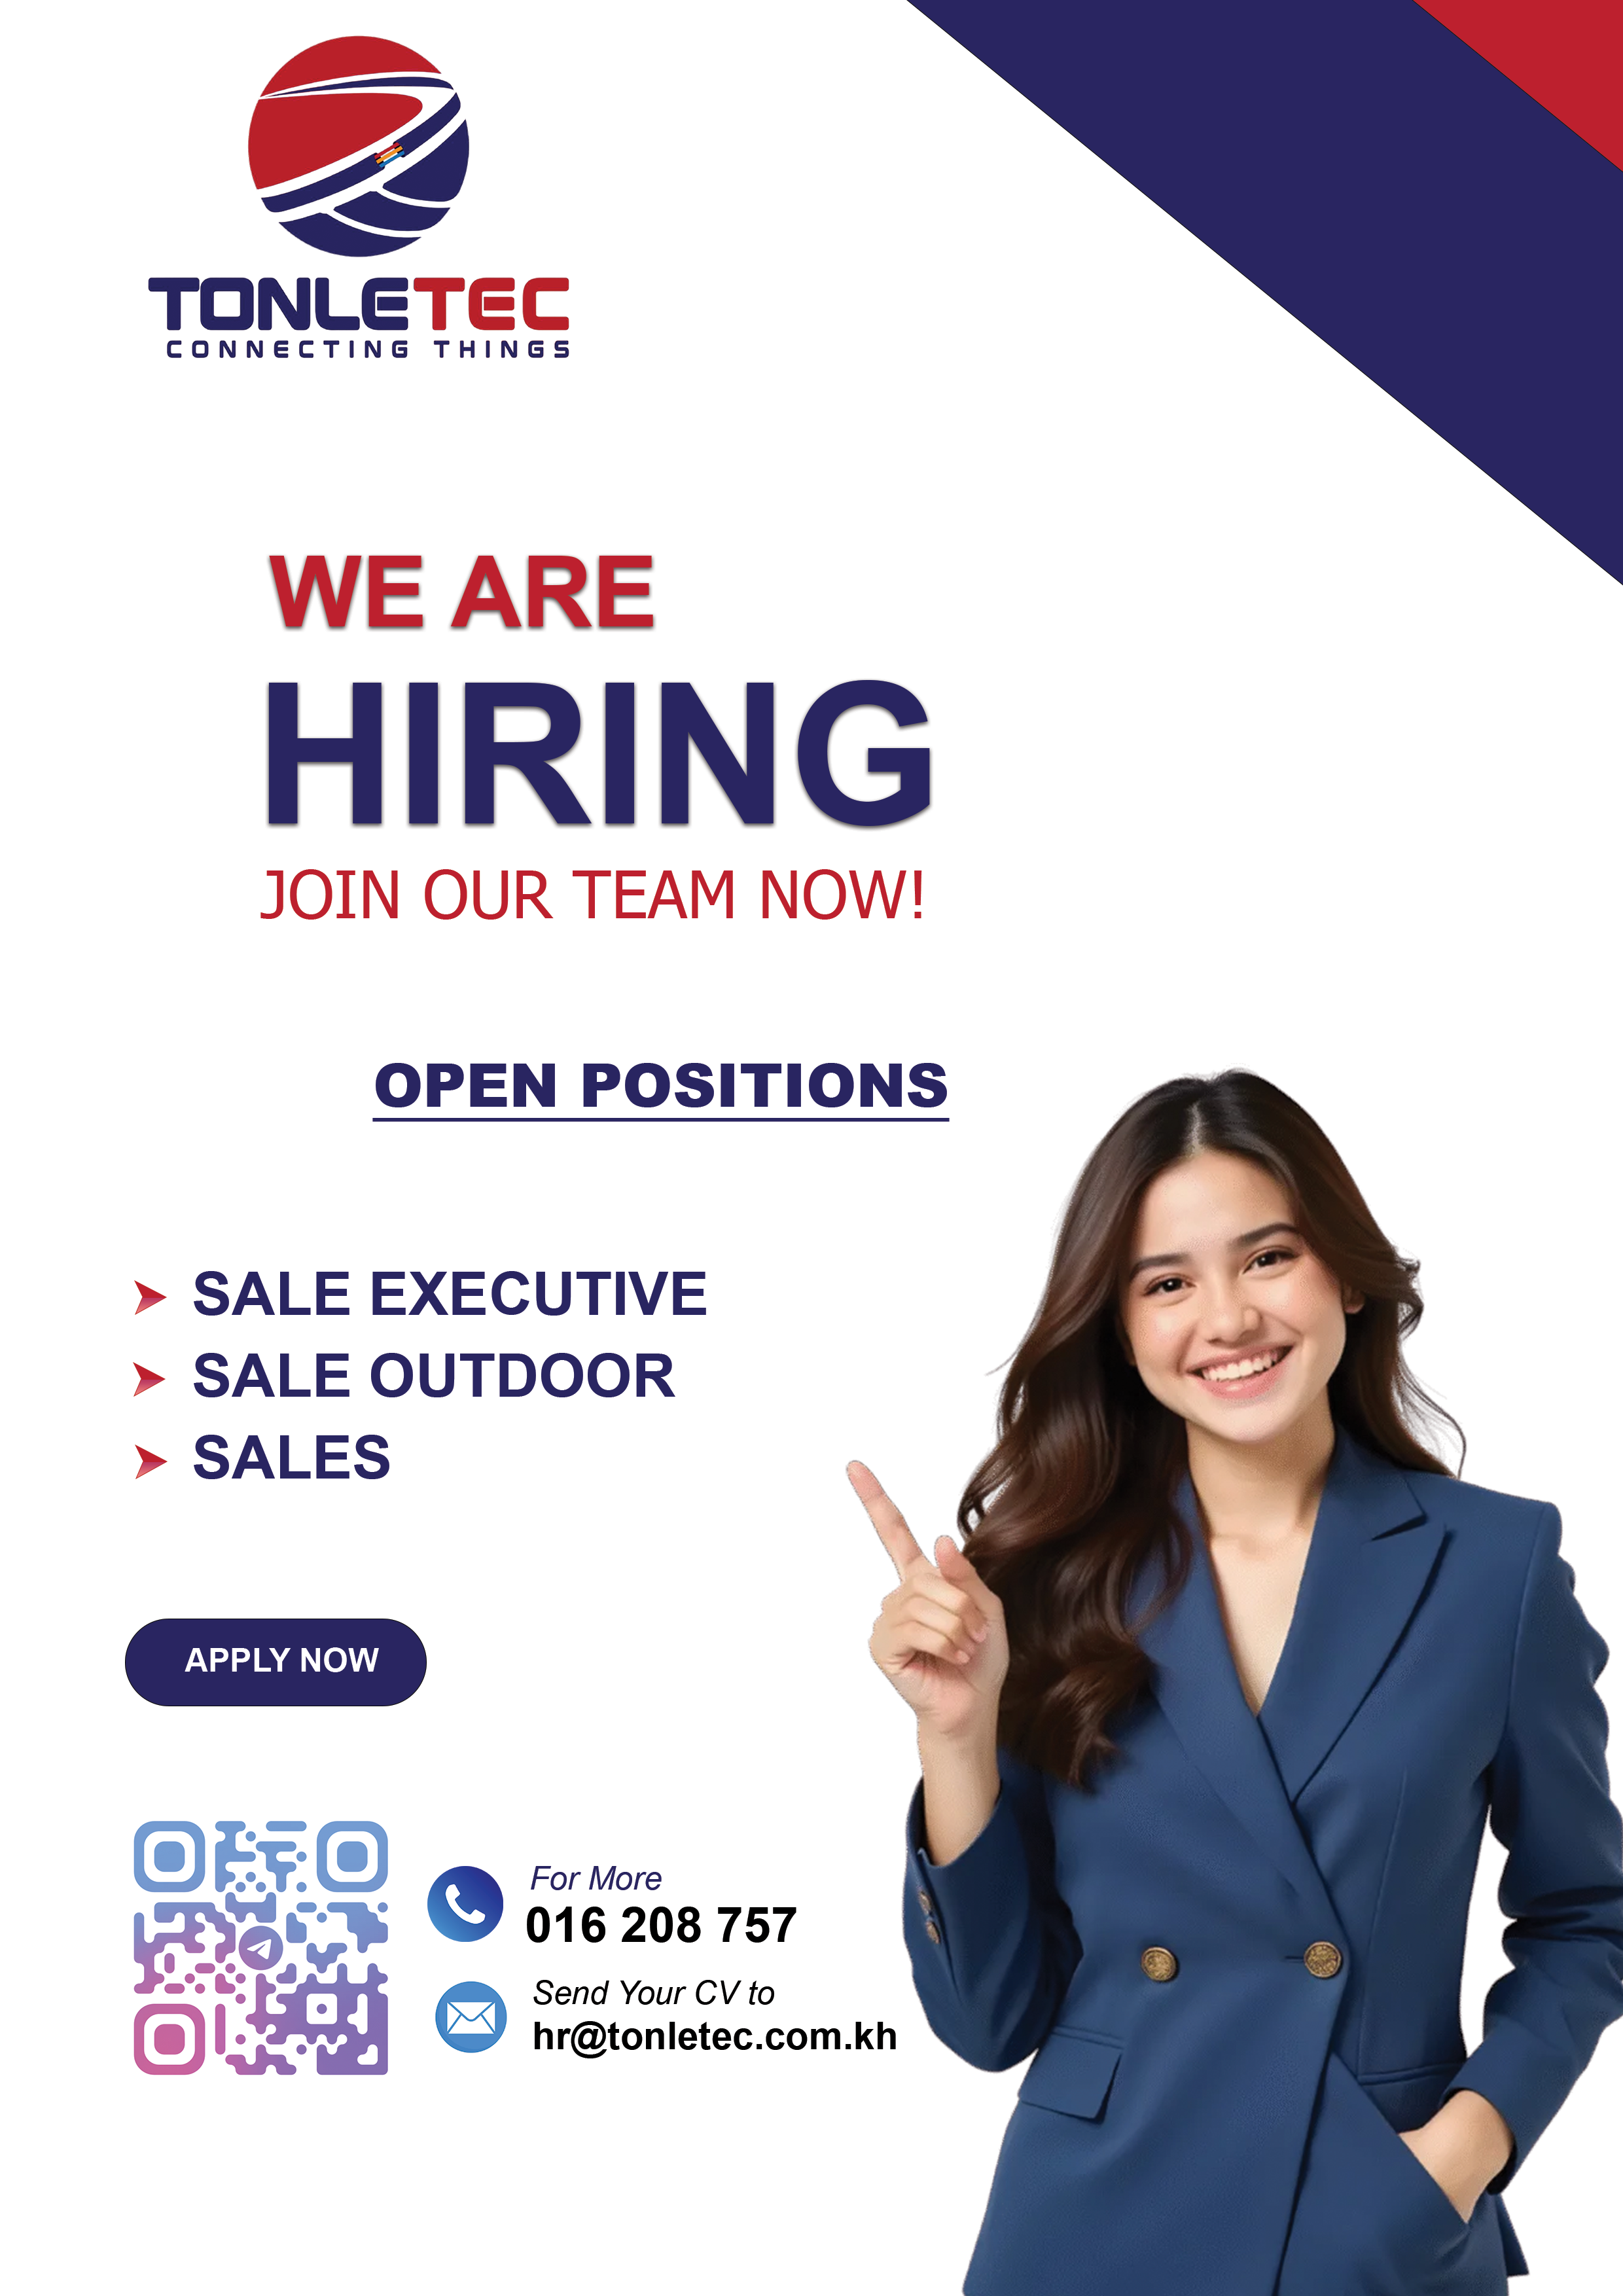 TONLETEC
CONNECTING THINGS
WE ARE
HIRING
JOIN OUR TEAM NOW!
OPEN POSITIONS
SALE EXECUTIVE
SALE OUTDOOR
SALES
APPLY NOW
For More
016 208 757
Send Your CV to
hr@tonletec.com.kh